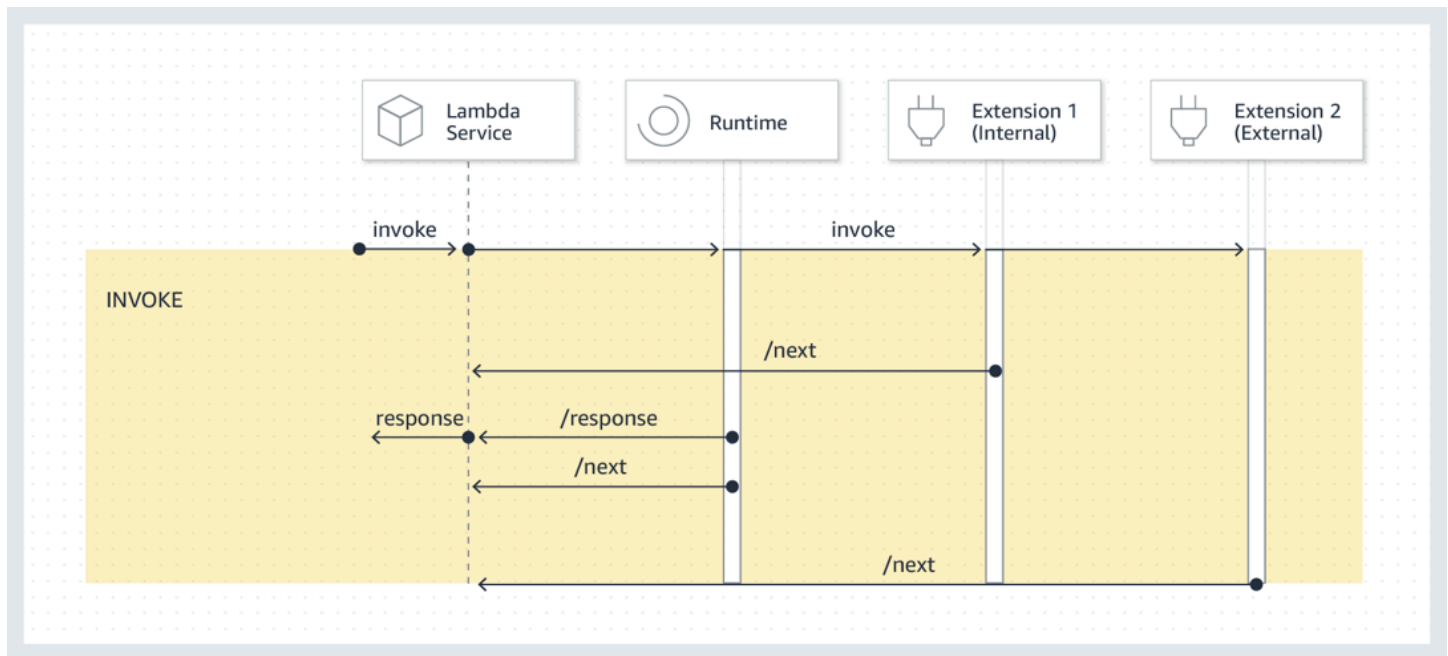 Lambda
Service
Runtime
Extension 1
(Internal)
Extension 2
(External)
invoke
invoke
INVOKE
/next
response
/response
/next
/next